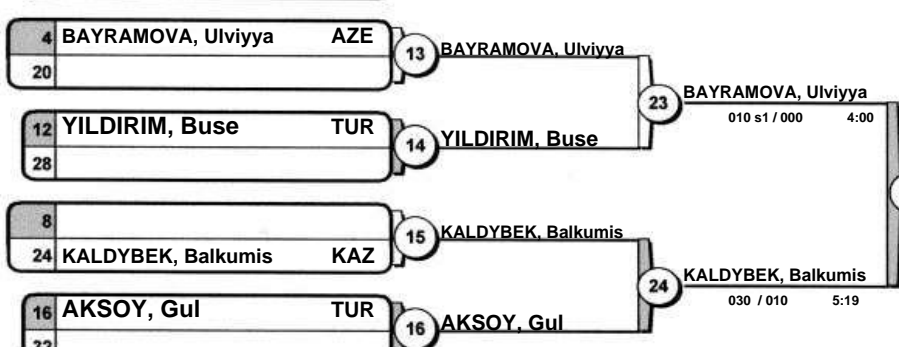 4 BAYRAMOVA, Ulviyya AZE
20
13 BAYRAMOVA, Ulviyya
12 YILDIRIM, Buse TUR
28
14 YILDIRIM, Buse
23 BAYRAMOVA, Ulviyya
010 s1 / 000 4:00
8
24 KALDYBEK, Balkumis KAZ
15 KALDYBEK, Balkumis
16 AKSOY, Gul TUR
16 AKSOY, Gul
24 KALDYBEK, Balkumis
030 / 010 5:19